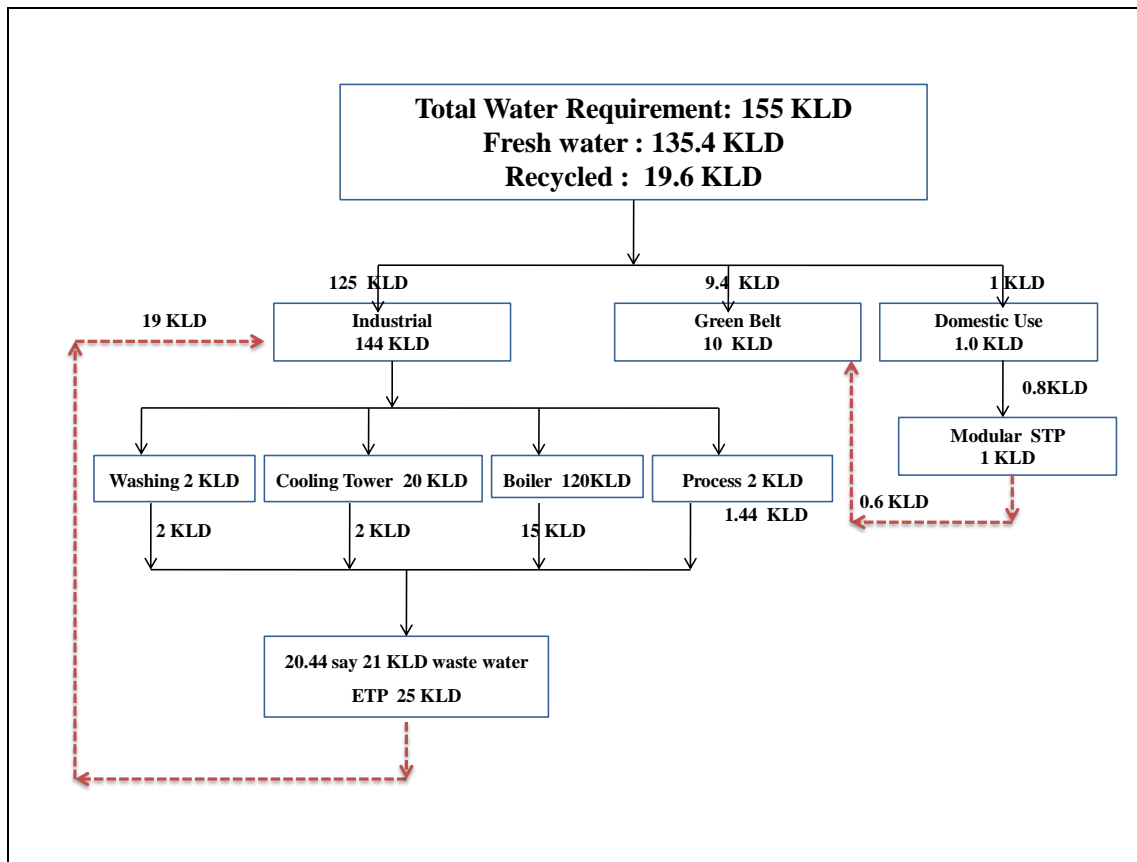 Total Water Requirement: 155 KLD
Fresh water : 135.4 KLD
Recycled : 19.6 KLD
125 KLD
9.4 KLD
1 KLD
19 KLD
Industrial
144 KLD
Green Belt
10 KLD
Domestic Use
1.0 KLD
0.8KLD
Modular STP
1 KLD
Washing 2 KLD
Cooling Tower 20 KLD
Boiler 120KLD
Process 2 KLD
0.6 KLD
2 KLD
2 KLD
15 KLD
1.44 KLD
20.44 say 21 KLD waste water
ETP 25 KLD